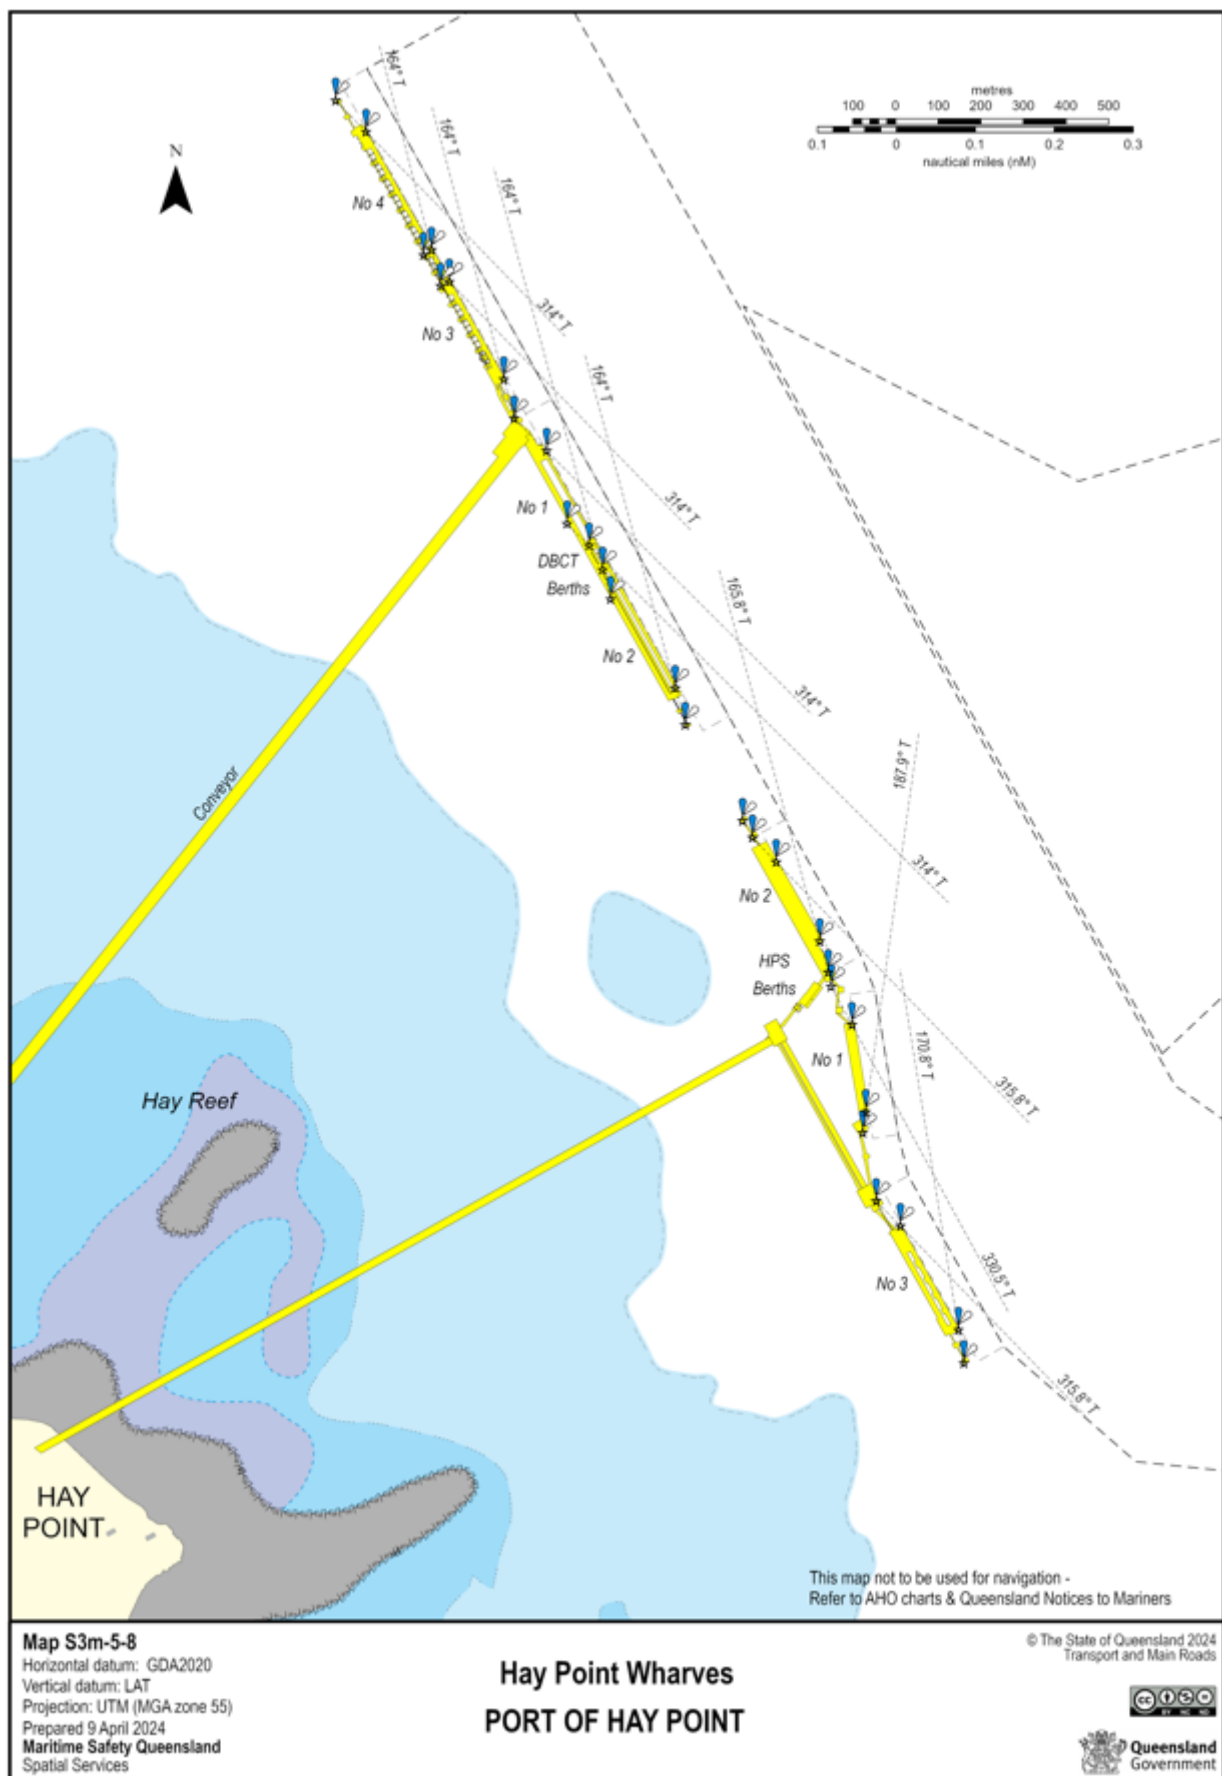 metres
100 0 100 200 300 400 500
0.1 0 0.1 0.2 0.3
nautical miles (nM)
N
164° T
164° T
164° T
No 4
314° T
No 3
164° T
No 1
314° T
DBCT
Berths
165.8° T
No 2
314° T
187.9° T
Conveyor
314° T
No 2
HPS
Berths
No 1
170.8° T
315.8° T
Hay Reef
330.5° T
No 3
315.8° T
HAY
POINT
This map not to be used for navigation -
Refer to AHO charts & Queensland Notices to Mariners
Map S3m-5-8
Horizontal datum: GDA2020
Vertical datum: LAT
Projection: UTM (MGA zone 55)
Prepared 9 April 2024
Maritime Safety Queensland
Spatial Services
Hay Point Wharves
PORT OF HAY POINT
© The State of Queensland 2024
Transport and Main Roads
cc
BY NC ND
Queensland
Government